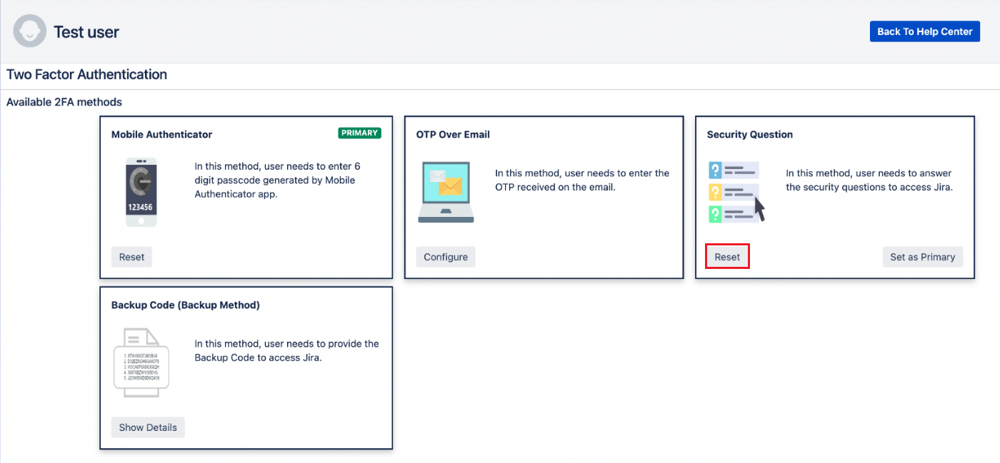 Test user
Back To Help Center
Two Factor Authentication
Available 2FA methods
Mobile Authenticator
PRIMARY
In this method, user needs to enter 6
digit passcode generated by Mobile
Authenticator app.
123456
Reset
OTP Over Email
In this method, user needs to enter the
OTP received on the email.
Configure
Security Question
?
?
?
In this method, user needs to answer
the security questions to access Jira.
Reset
Set as Primary
Backup Code (Backup Method)
In this method, user needs to provide the
Backup Code to access Jira.
Show Details